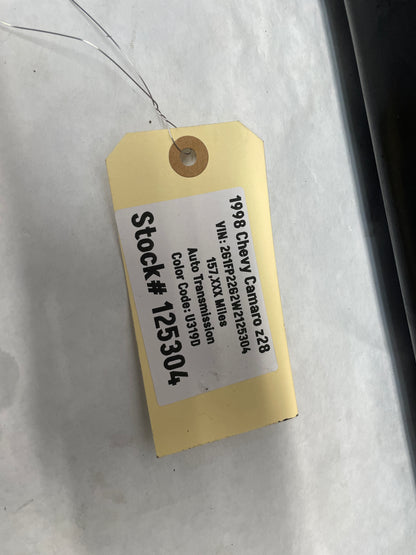 1998 Chevy Camaro z28
VIN: 2G1FP22G2W2125304
157,XXX Miles
Auto Transmission
Color Code: U319D
Stock# 125304